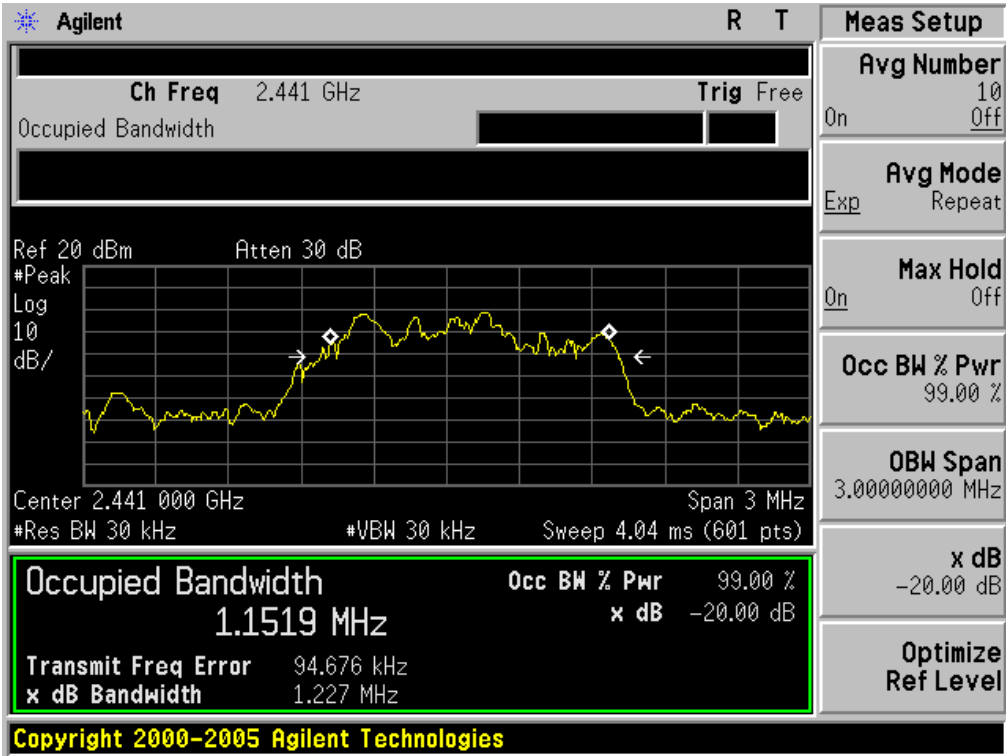 Agilent R T
Ch Freq 2.441 GHz Trig Free
Occupied Bandwidth
Ref 20 dBm Atten 30 dB
#Peak
Log
10
dB/
Center 2.441 000 GHz Span 3 MHz
#Res BW 30 kHz #VBW 30 kHz Sweep 4.04 ms (601 pts)
Occupied Bandwidth
1.1519 MHz
Occ BW % Pwr 99.00 %
x dB -20.00 dB
Transmit Freq Error 94.676 kHz
x dB Bandwidth 1.227 MHz
Copyright 2000-2005 Agilent Technologies
Meas Setup
Avg Number
10
On Off
Avg Mode
Exp Repeat
Max Hold
On Off
Occ BW % Pwr
99.00 %
OBW Span
3.00000000 MHz
x dB
-20.00 dB
Optimize
Ref Level